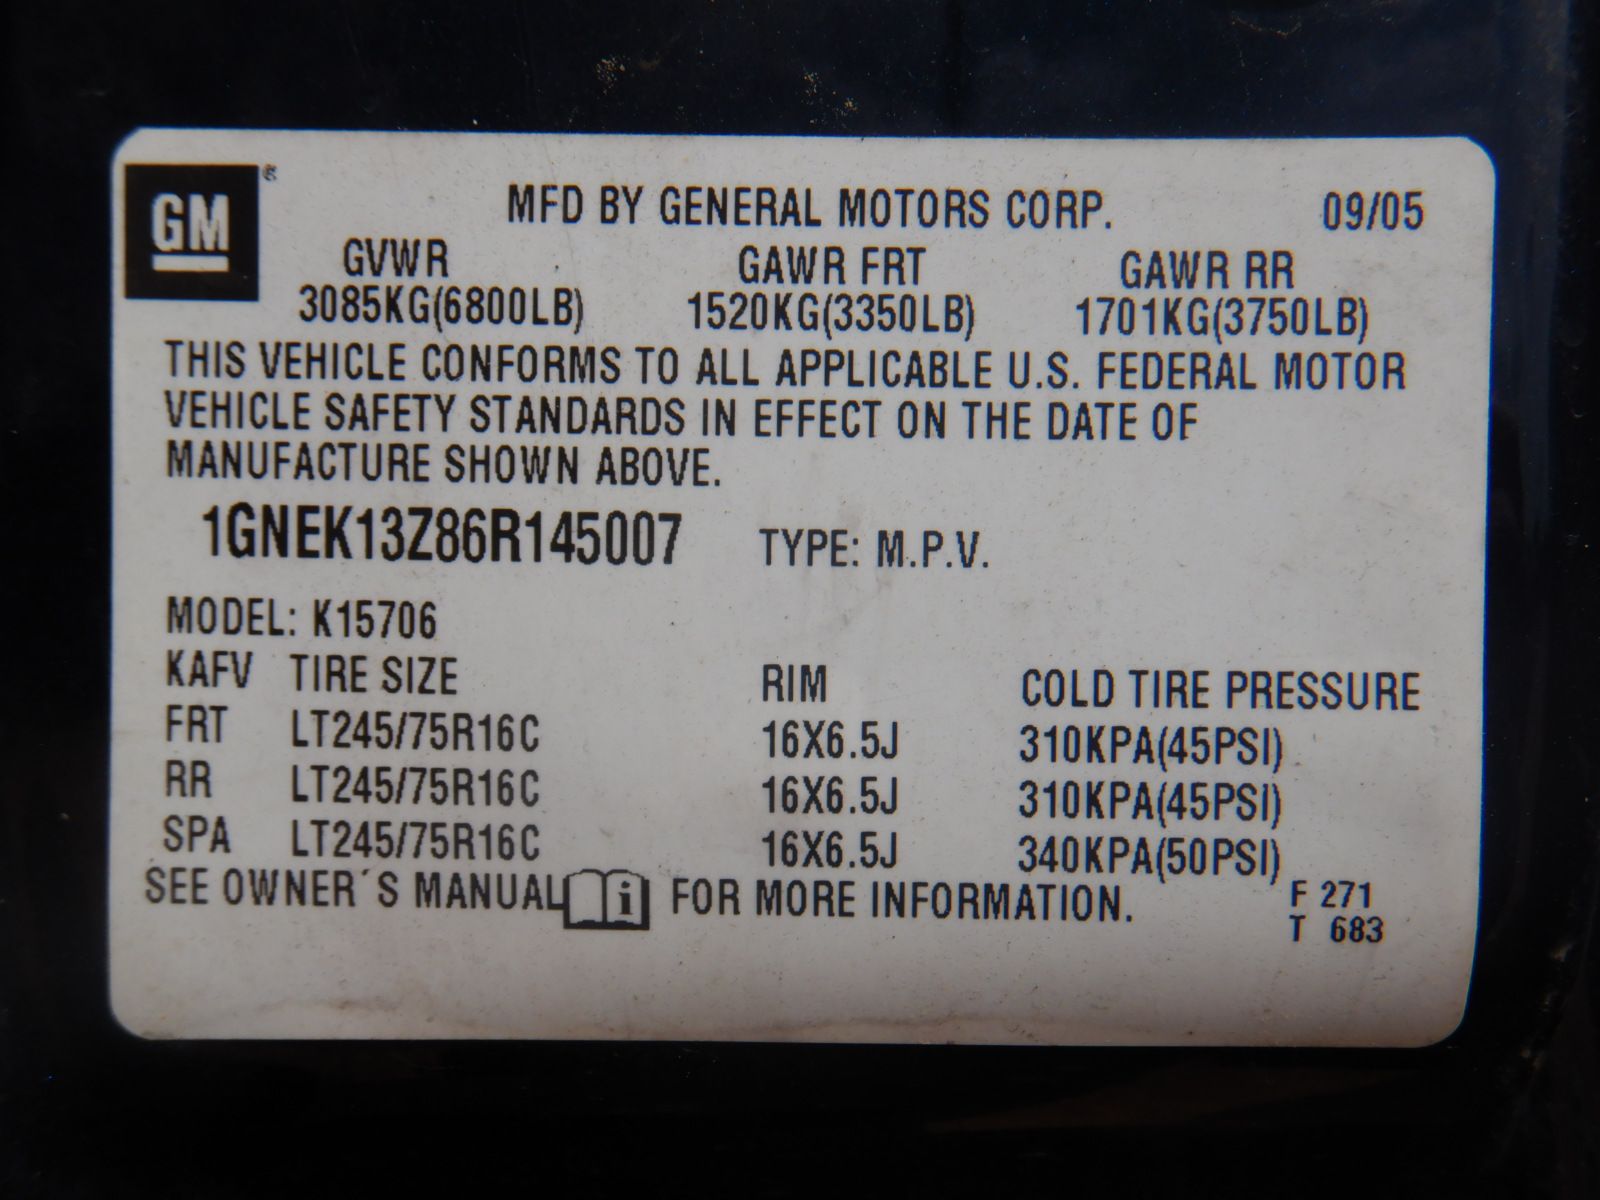 GM ®
MFD BY GENERAL MOTORS CORP. 09/05
GVWR GAWR FRT GAWR RR
3085KG(6800LB) 1520KG(3350LB) 1701KG(3750LB)
THIS VEHICLE CONFORMS TO ALL APPLICABLE U.S. FEDERAL MOTOR
VEHICLE SAFETY STANDARDS IN EFFECT ON THE DATE OF
MANUFACTURE SHOWN ABOVE.
1GNEK13Z86R145007 TYPE: M.P.V.
MODEL: K15706
KAFV TIRE SIZE RIM COLD TIRE PRESSURE
FRT LT245/75R16C 16X6.5J 310KPA(45PSI)
RR LT245/75R16C 16X6.5J 310KPA(45PSI)
SPA LT245/75R16C 16X6.5J 340KPA(50PSI)
SEE OWNER´S MANUAL i FOR MORE INFORMATION.
F 271
T 683